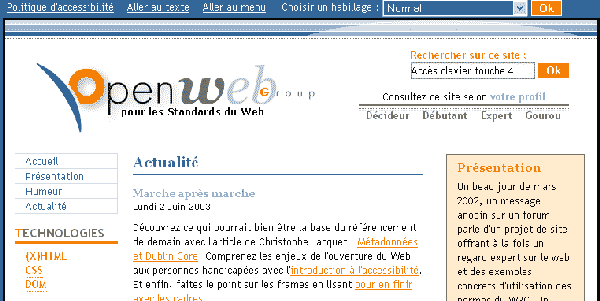 Politique d'accessibilité Aller au texte Aller au menu Choisir un habillage : Normal Ok
Rechercher sur ce site :
Accès clavier touche 4 Ok
Openweb Group
pour les Standards du Web
Consultez ce site selon votre profil
Décideur Débutant Expert Gourou
Accueil
Présentation
Humeur
Actualité
TECHNOLOGIES
(X)HTML
CSS
DOM
Actualité
Marche après marche
Lundi 2 Juin 2003
Découvrez ce qui pourrait bien être la base du référencement
de demain avec l'article de Christophe Jacquet : Métadonnées
et Dublin Core. Comprenez les enjeux de l'ouverture du Web
aux personnes handicapées avec l'introduction à l'accessibilité.
Et enfin, faites le point sur les frames en lisant pour en finir
avec les cadres
Présentation
Un beau jour de mars
2002, un message
anodin sur un forum
parle d'un projet de site
offrant à la fois un
regard expert sur le web
et des exemples
concrets d'utilisation des
normes du W3C. Un